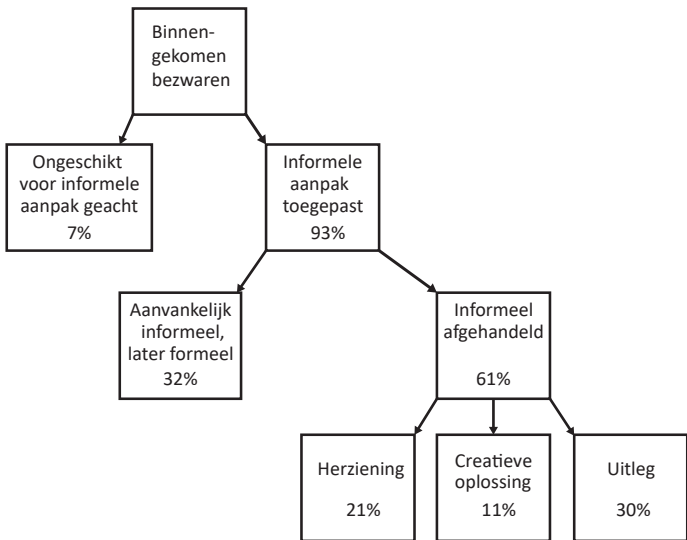 Binnen-
gekomen
bezwaren
Ongeschikt
voor informele
aanpak geacht
7%
Informele
aanpak
toegepast
93%
Aanvankelijk
informeel,
later formeel
32%
Informeel
afgehandeld
61%
Herziening
21%
Creatieve
oplossing
11%
Uitleg
30%